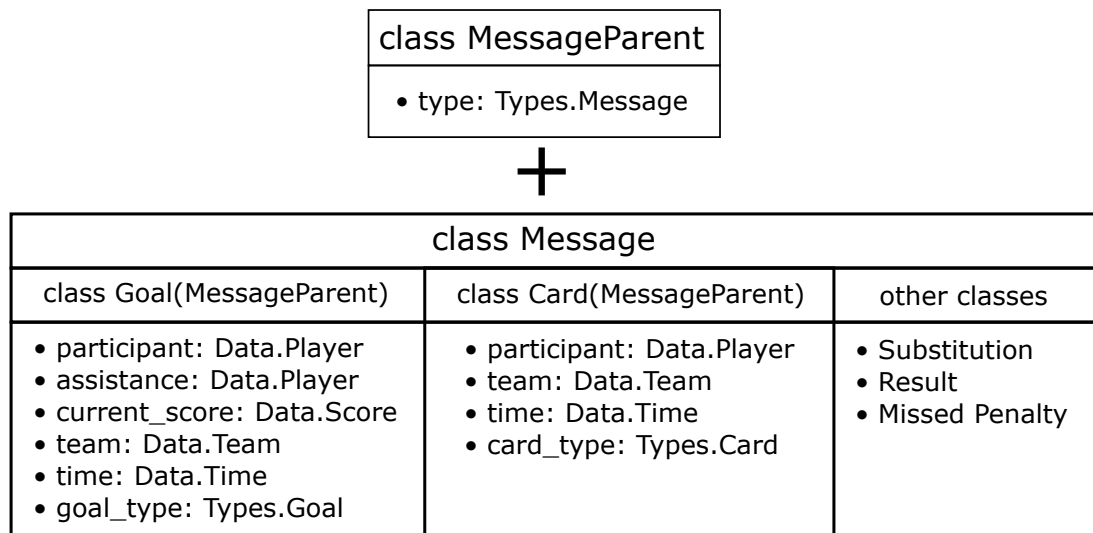 class MessageParent
• type: Types.Message
+
class Message
class Goal(MessageParent)
• participant: Data.Player
• assistance: Data.Player
• current_score: Data.Score
• team: Data.Team
• time: Data.Time
• goal_type: Types.Goal
class Card(MessageParent)
• participant: Data.Player
• team: Data.Team
• time: Data.Time
• card_type: Types.Card
other classes
• Substitution
• Result
• Missed Penalty